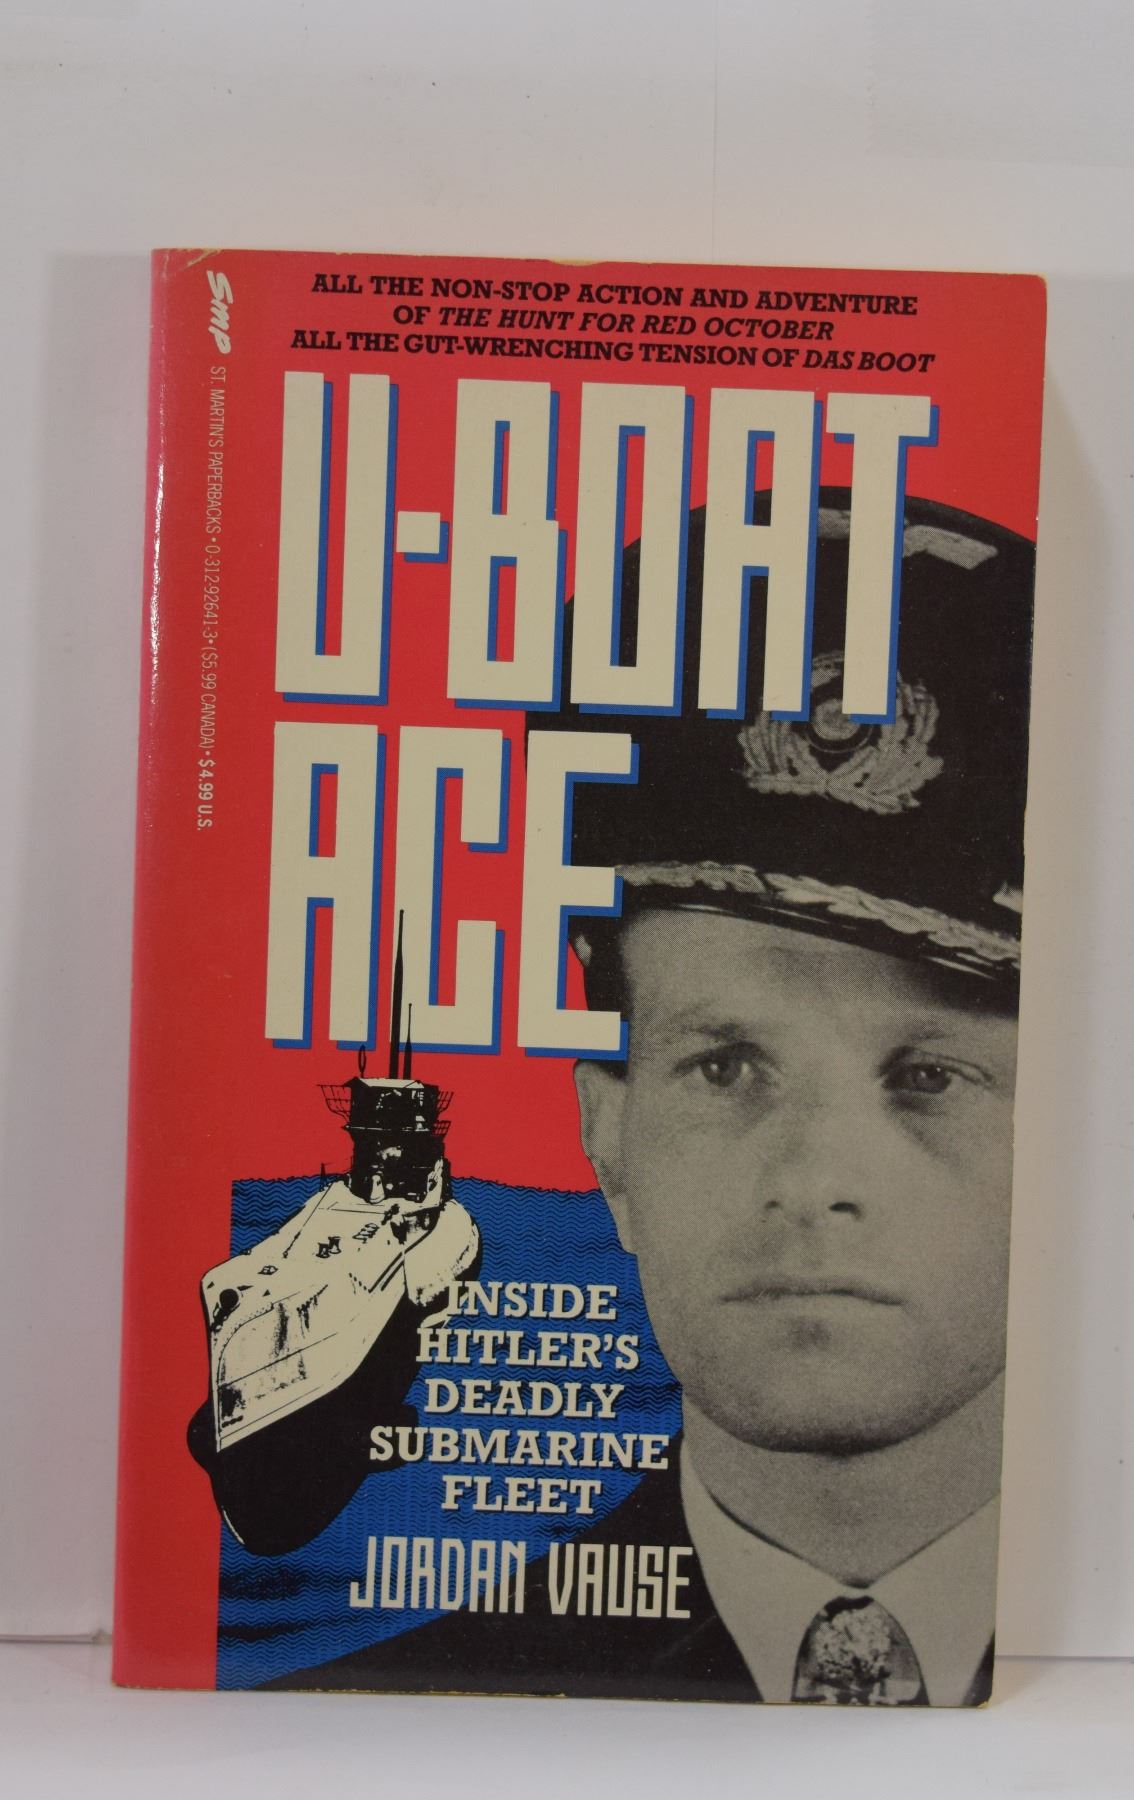 ALL THE NON-STOP ACTION AND ADVENTURE
OF THE HUNT FOR RED OCTOBER
ALL THE GUT-WRENCHING TENSION OF DAS BOOT
SMP
ST. MARTIN'S PAPERBACKS • 0-312-92641-3 • ($5.99 CANADA) • $4.99 U.S.
U-BOAT
ACE
INSIDE
HITLER'S
DEADLY
SUBMARINE
FLEET
JORDAN VAUSE